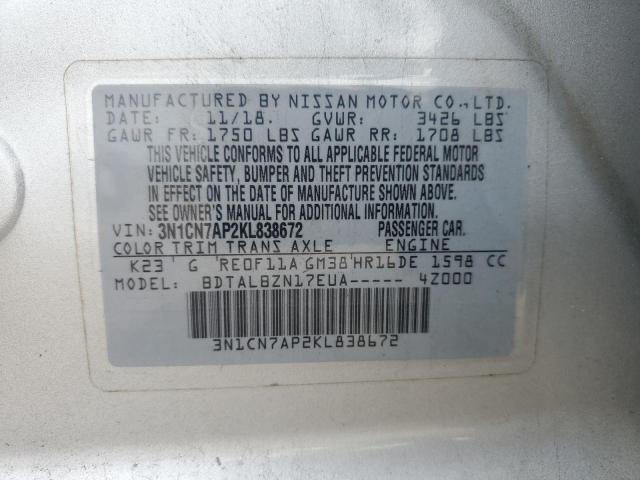 MANUFACTURED BY NISSAN MOTOR CO.,LTD.
DATE: 11/18. GVWR: 3426 LBS
GAWR FR: 1750 LBS GAWR RR: 1708 LBS
THIS VEHICLE CONFORMS TO ALL APPLICABLE FEDERAL MOTOR
VEHICLE SAFETY, BUMPER AND THEFT PREVENTION STANDARDS
IN EFFECT ON THE DATE OF MANUFACTURE SHOWN ABOVE.
SEE OWNER'S MANUAL FOR ADDITIONAL INFORMATION.
VIN: 3N1CN7AP2KL838672 PASSENGER CAR.
COLOR TRIM TRANS AXLE ENGINE
K23 G RE0F11A GM38 HR16DE 1598 CC
MODEL: BDTALBZN17EUA----- 4Z000
3N1CN7AP2KL838672